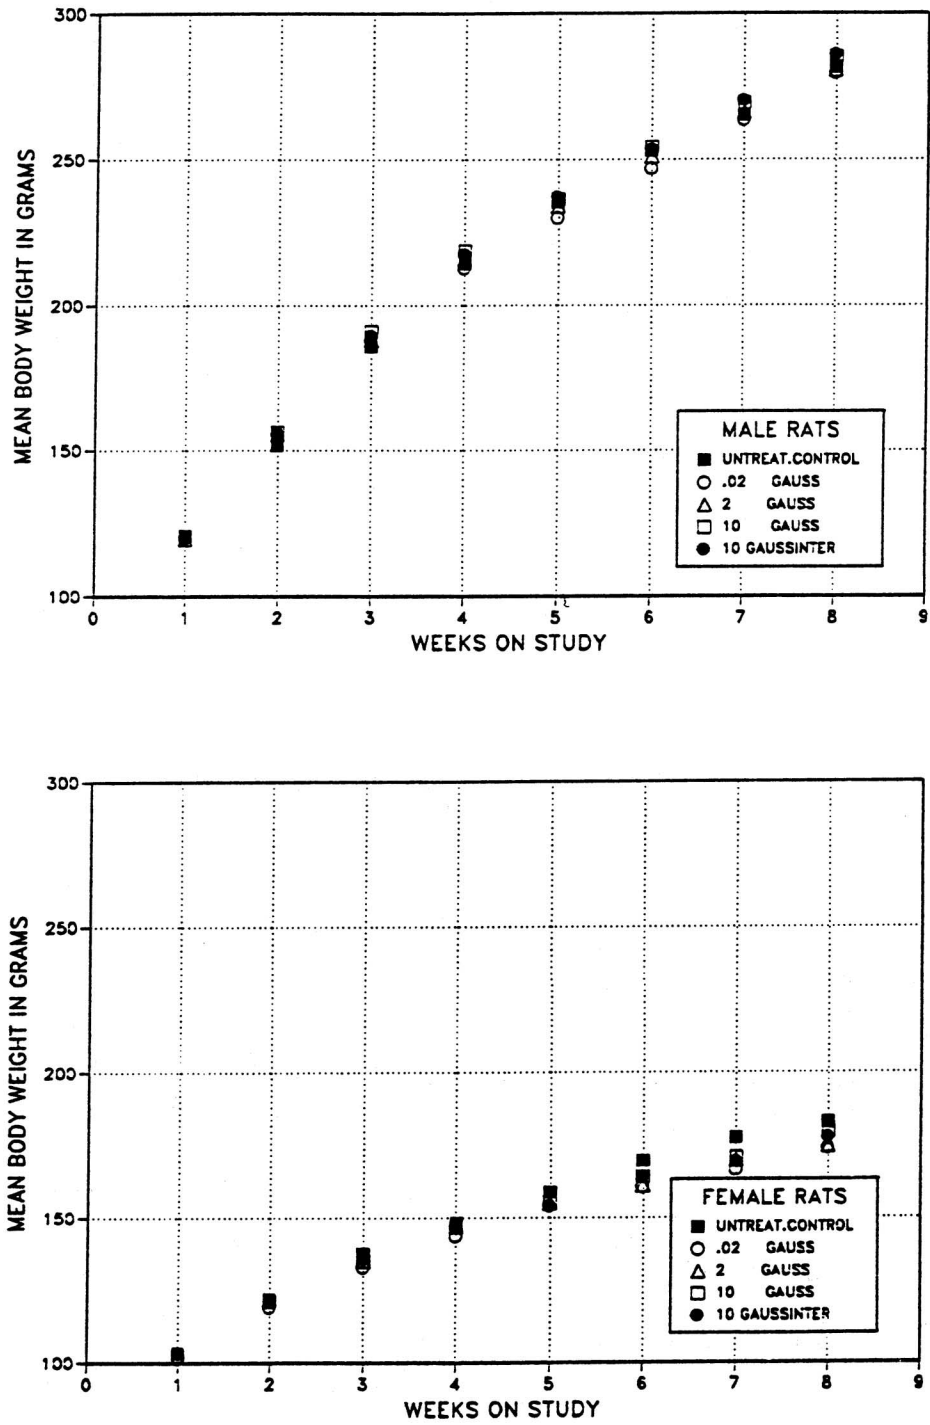 300
250
200
150
100
MEAN BODY WEIGHT IN GRAMS
MALE RATS
UNTREAT.CONTROL
.02 GAUSS
2 GAUSS
10 GAUSS
10 GAUSSINTER
0 1 2 3 4 5 6 7 8 9
WEEKS ON STUDY
300
250
200
150
100
MEAN BODY WEIGHT IN GRAMS
FEMALE RATS
UNTREAT.CONTROL
.02 GAUSS
2 GAUSS
10 GAUSS
10 GAUSSINTER
0 1 2 3 4 5 6 7 8 9
WEEKS ON STUDY